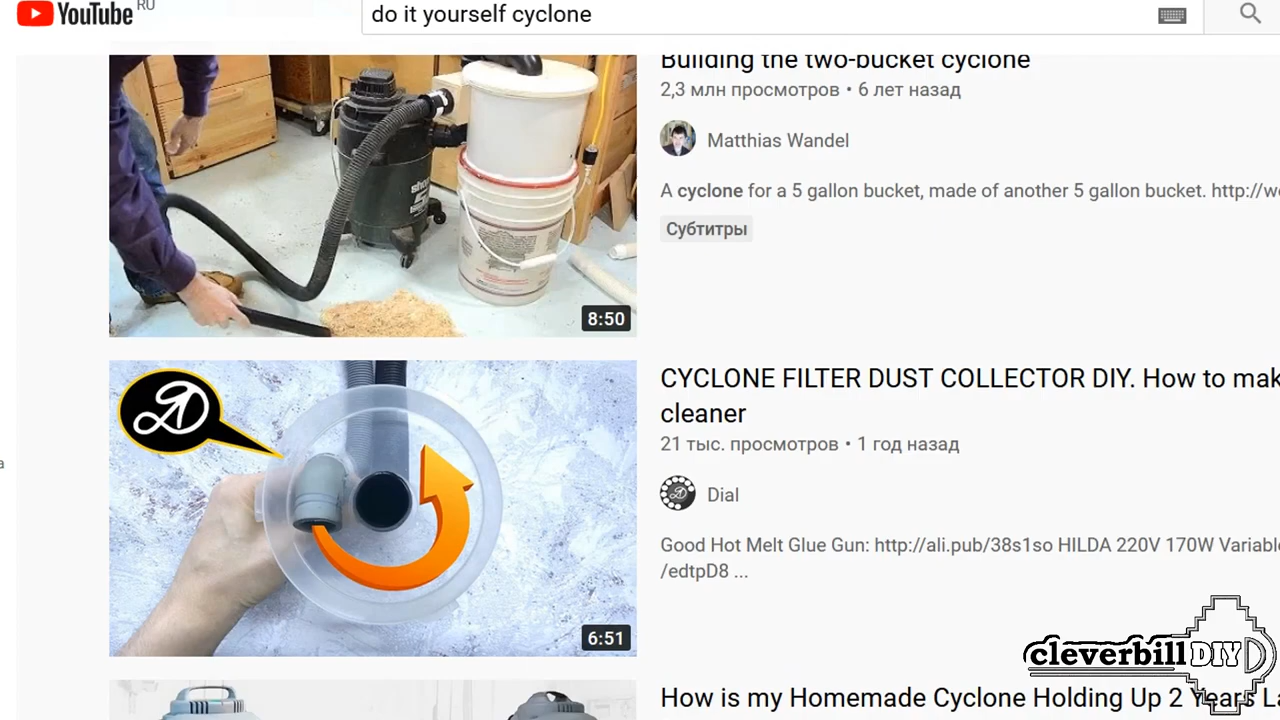 YouTube RU
do it yourself cyclone
Building the two-bucket cyclone
2,3 млн просмотров • 6 лет назад
Matthias Wandel
A cyclone for a 5 gallon bucket, made of another 5 gallon bucket. http://w
Субтитры
8:50
CYCLONE FILTER DUST COLLECTOR DIY. How to mak
cleaner
21 тыс. просмотров • 1 год назад
Dial
Good Hot Melt Glue Gun: http://ali.pub/38s1so HILDA 220V 170W Variabl
/edtpD8 ...
6:51
cleverbill DIY
How is my Homemade Cyclone Holding Up 2 Years La